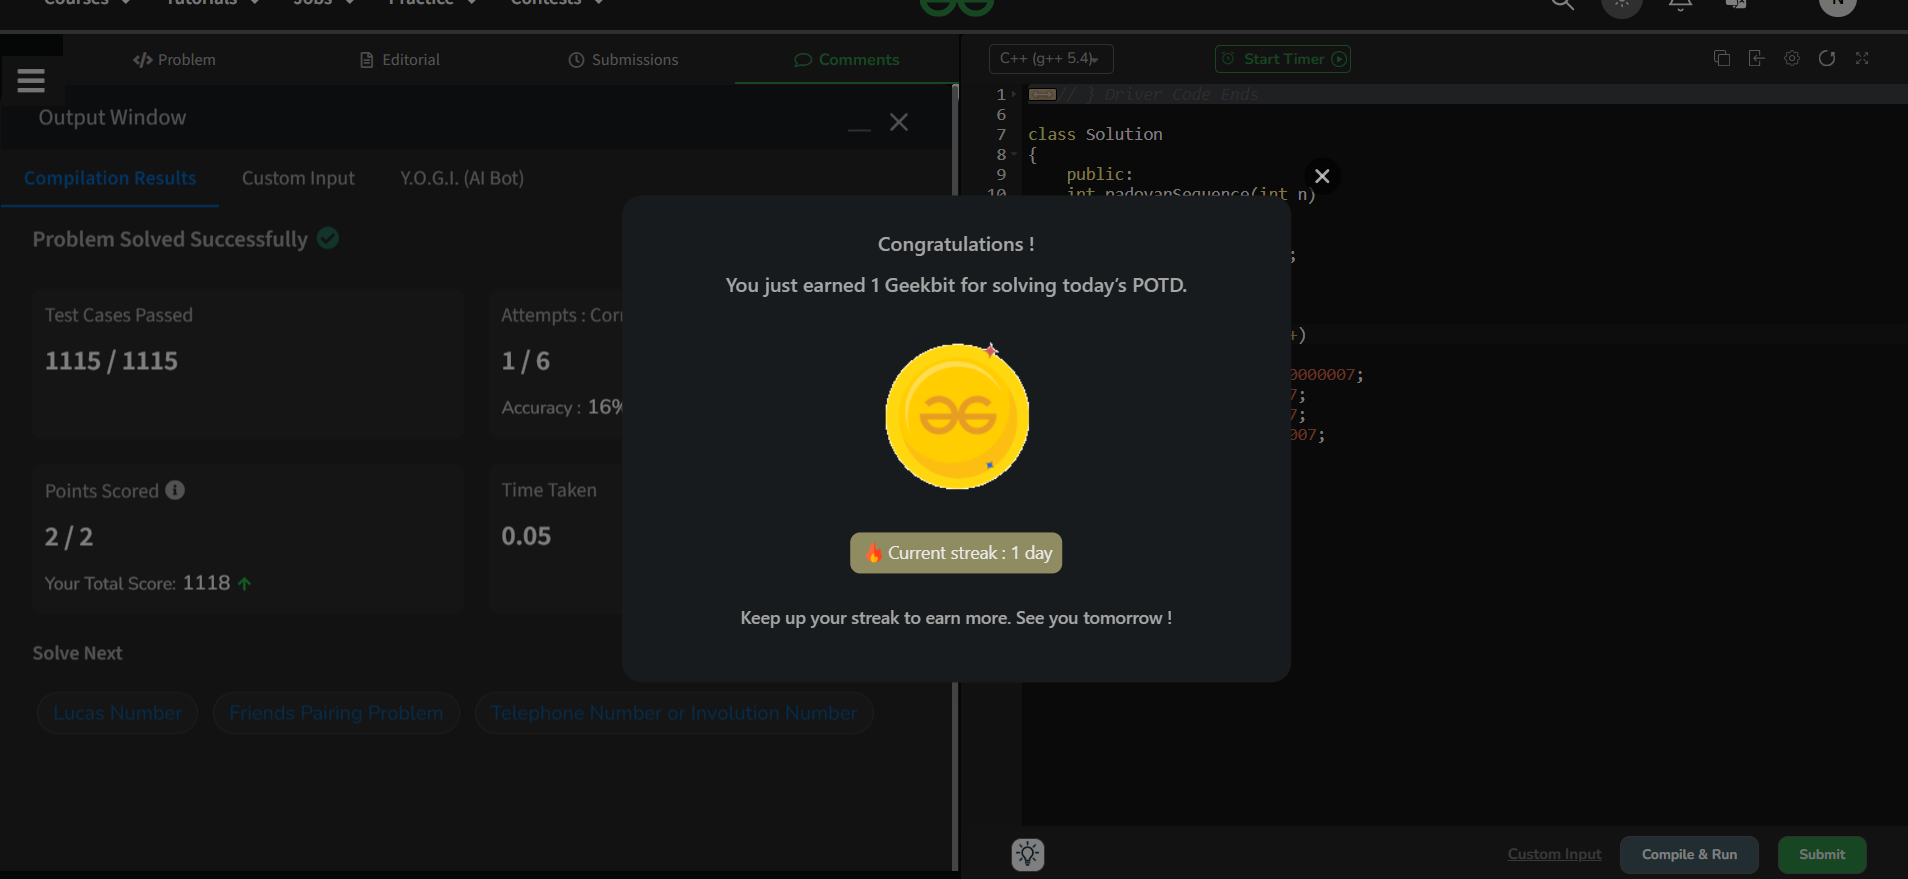 Courses Tutorials Jobs Practice Contests
N
Problem Editorial Submissions Comments
C++ (g++ 5.4) Start Timer
Output Window
Compilation Results Custom Input Y.O.G.I. (AI Bot)
Problem Solved Successfully
Test Cases Passed
1115 / 1115
Attempts :
1 / 6
Accuracy : 16%
Points Scored
2 / 2
Your Total Score: 1118
Time Taken
0.05
Solve Next
Lucas Number Friends Pairing Problem Telephone Number or Involution Number
Congratulations !
You just earned 1 Geekbit for solving today’s POTD.
Current streak : 1 day
Keep up your streak to earn more. See you tomorrow !
1 // } Driver Code Ends
6
7 class Solution
8 {
9 public:
10 int padovanSequence(int n)
;
+)
0000007;
7;
7;
007;
Custom Input Compile & Run Submit